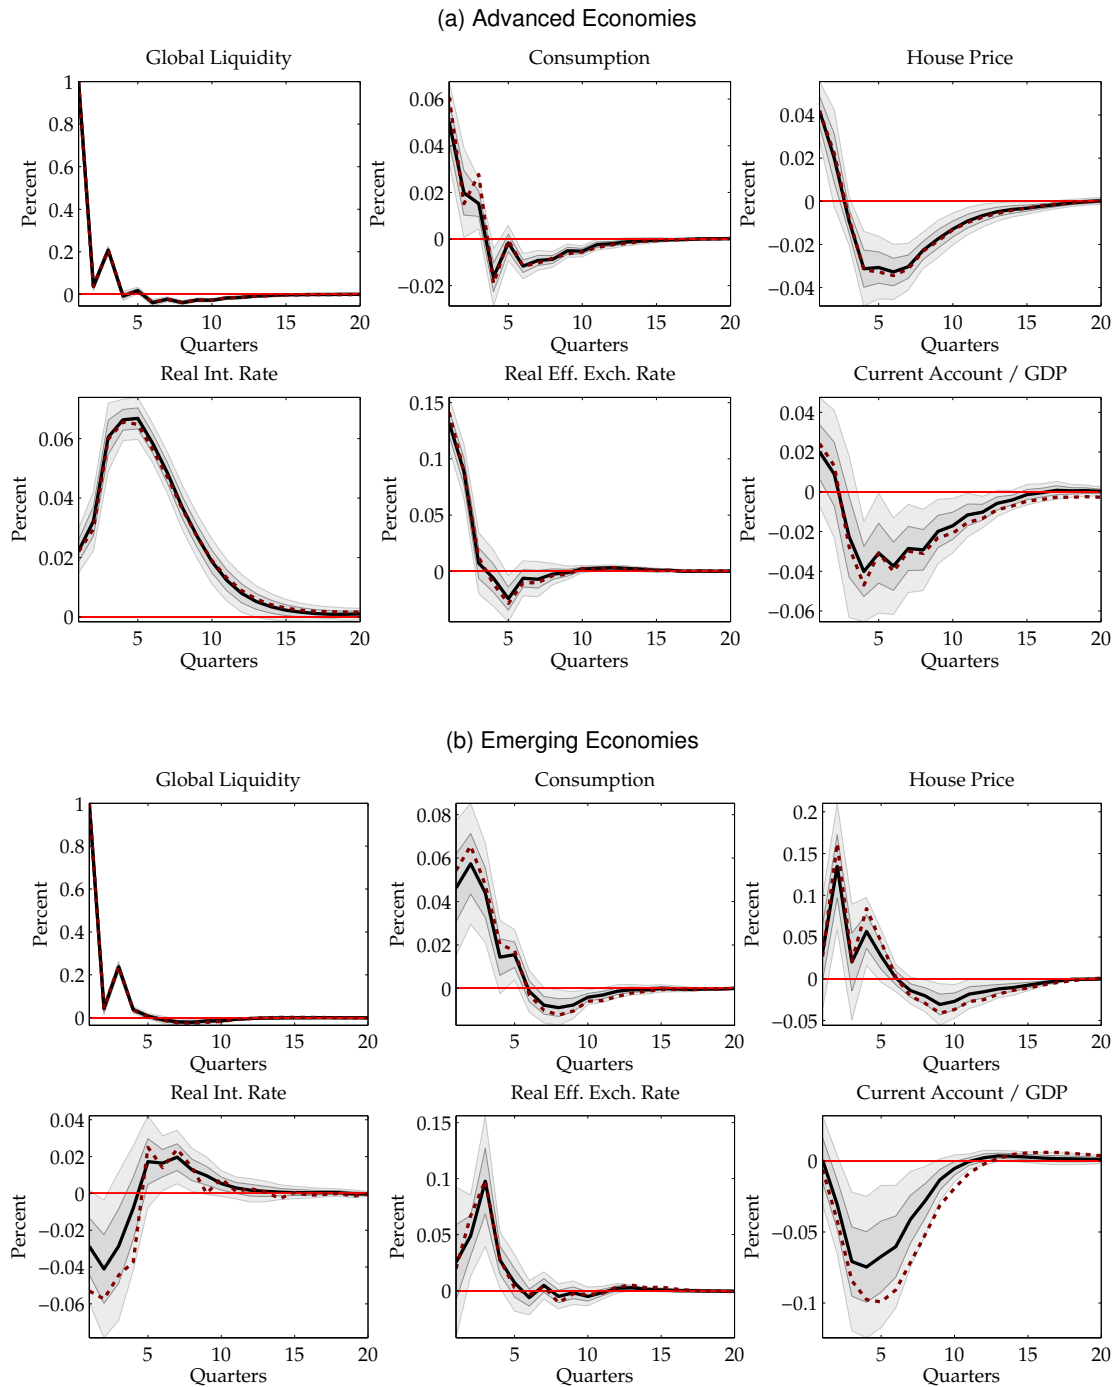 (a) Advanced Economies
Global Liquidity
Percent
1
0.8
0.6
0.4
0.2
0
5 10 15 20
Quarters
Consumption
Percent
0.06
0.04
0.02
0
−0.02
5 10 15 20
Quarters
House Price
Percent
0.04
0.02
0
−0.02
−0.04
5 10 15 20
Quarters
Real Int. Rate
Percent
0.06
0.04
0.02
0
5 10 15 20
Quarters
Real Eff. Exch. Rate
Percent
0.15
0.1
0.05
0
5 10 15 20
Quarters
Current Account / GDP
Percent
0.04
0.02
0
−0.02
−0.04
−0.06
5 10 15 20
Quarters
(b) Emerging Economies
Global Liquidity
Percent
1
0.8
0.6
0.4
0.2
0
5 10 15 20
Quarters
Consumption
Percent
0.08
0.06
0.04
0.02
0
5 10 15 20
Quarters
House Price
Percent
0.2
0.15
0.1
0.05
0
−0.05
5 10 15 20
Quarters
Real Int. Rate
Percent
0.04
0.02
0
−0.02
−0.04
−0.06
5 10 15 20
Quarters
Real Eff. Exch. Rate
Percent
0.15
0.1
0.05
0
5 10 15 20
Quarters
Current Account / GDP
Percent
0
−0.05
−0.1
5 10 15 20
Quarters